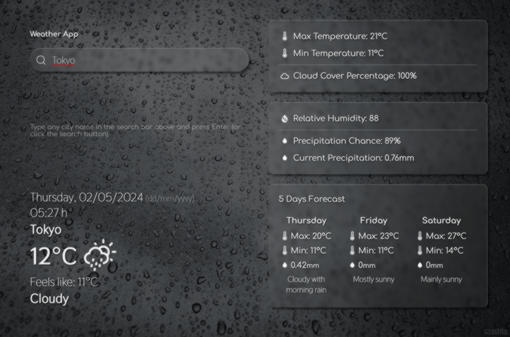 Weather App
Tokyo
Type any city name in the search bar above and press Enter (or
click the search button).
Thursday, 02/05/2024 (dd/mm/yyyy)
05:27 h
Tokyo
12°C
Feels like: 11°C
Cloudy
Max Temperature: 21°C
Min Temperature: 11°C
Cloud Cover Percentage: 100%
Relative Humidity: 88
Precipitation Chance: 89%
Current Precipitation: 0.76mm
5 Days Forecast
Thursday Friday Saturday
Max: 20°C Max: 23°C Max: 27°C
Min: 11°C Min: 11°C Min: 14°C
0.42mm 0mm 0mm
Cloudy with Mostly sunny Mainly sunny
morning rain
credits